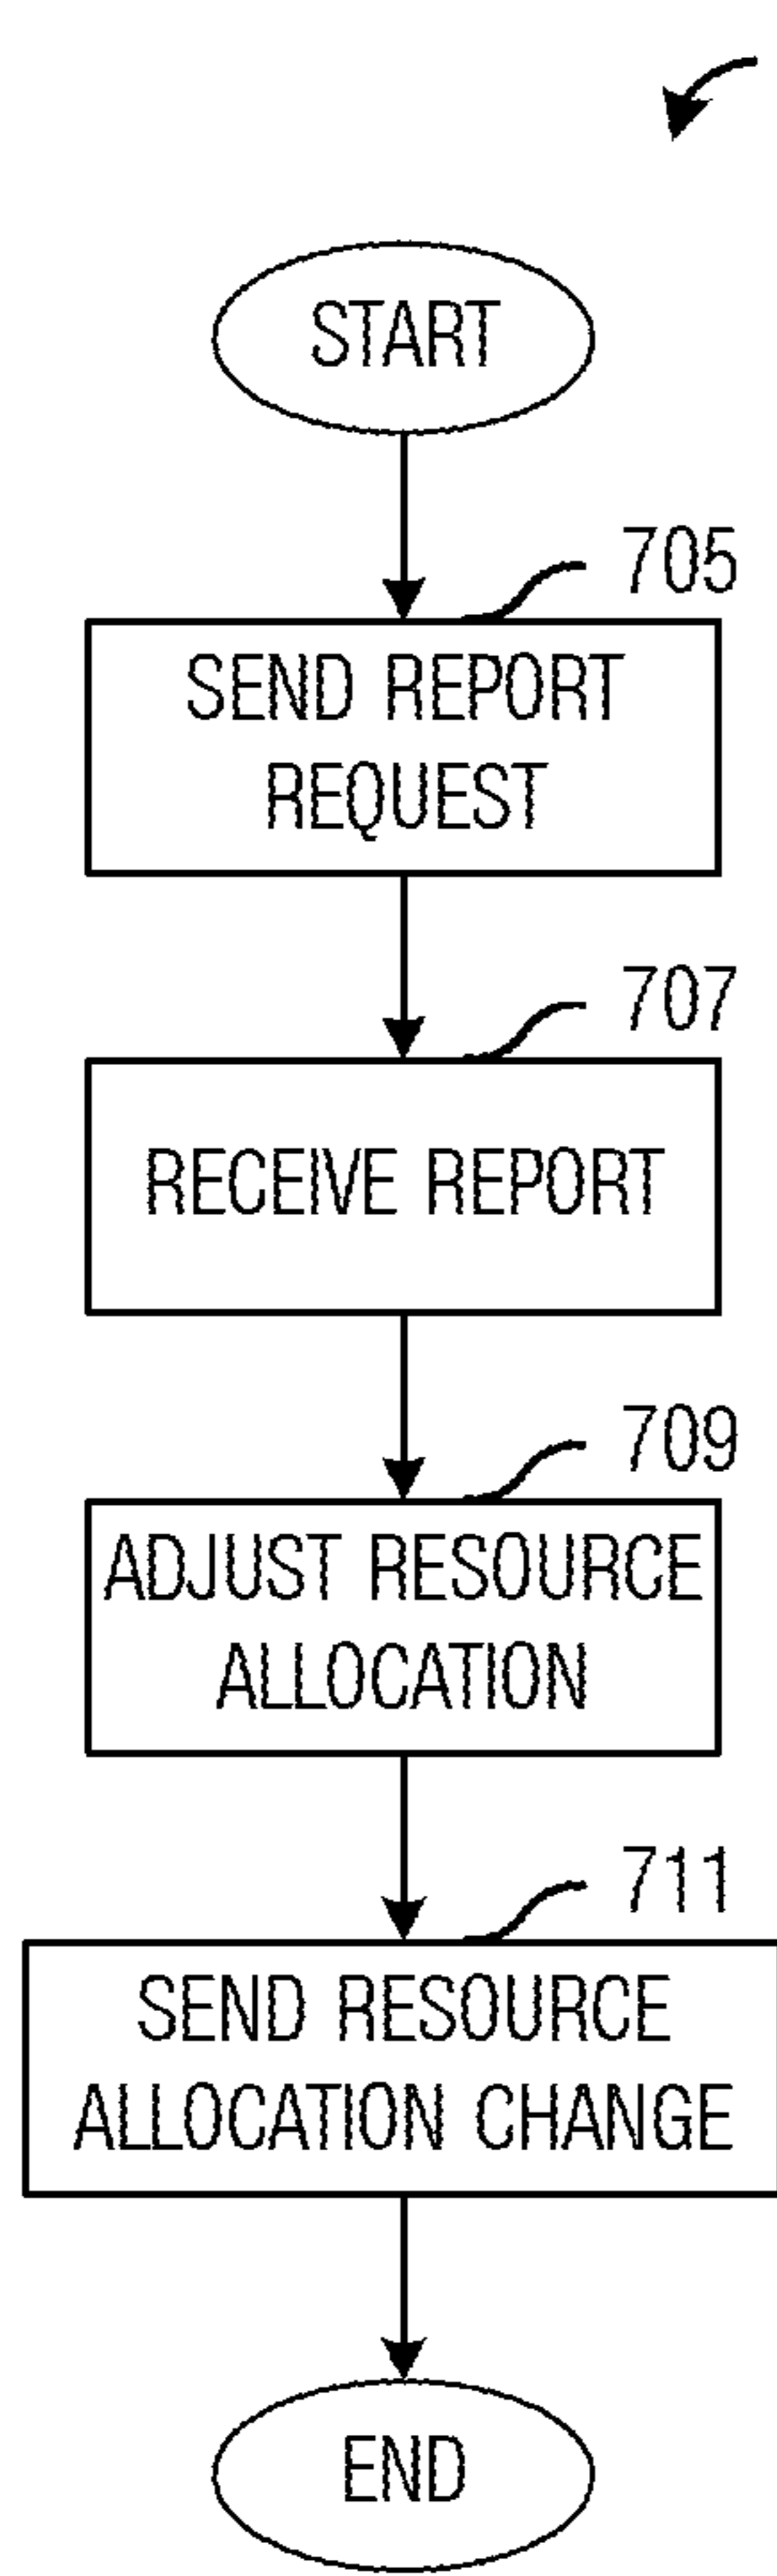 START
705
SEND REPORT
REQUEST
707
RECEIVE REPORT
709
ADJUST RESOURCE
ALLOCATION
711
SEND RESOURCE
ALLOCATION CHANGE
END